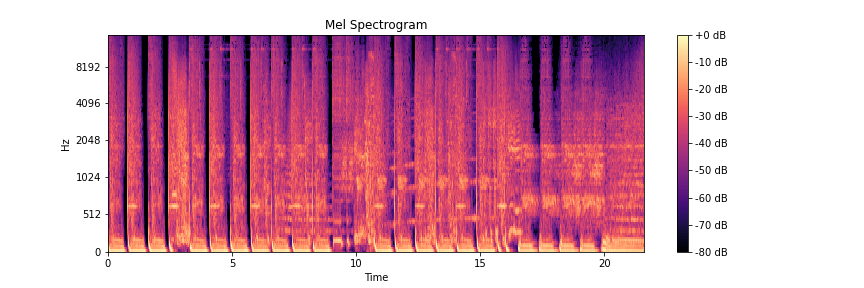 Mel Spectrogram
Hz
8192
4096
2048
1024
512
0
0
5
10
15
Time
+0 dB
-10 dB
-20 dB
-30 dB
-40 dB
-50 dB
-60 dB
-70 dB
-80 dB